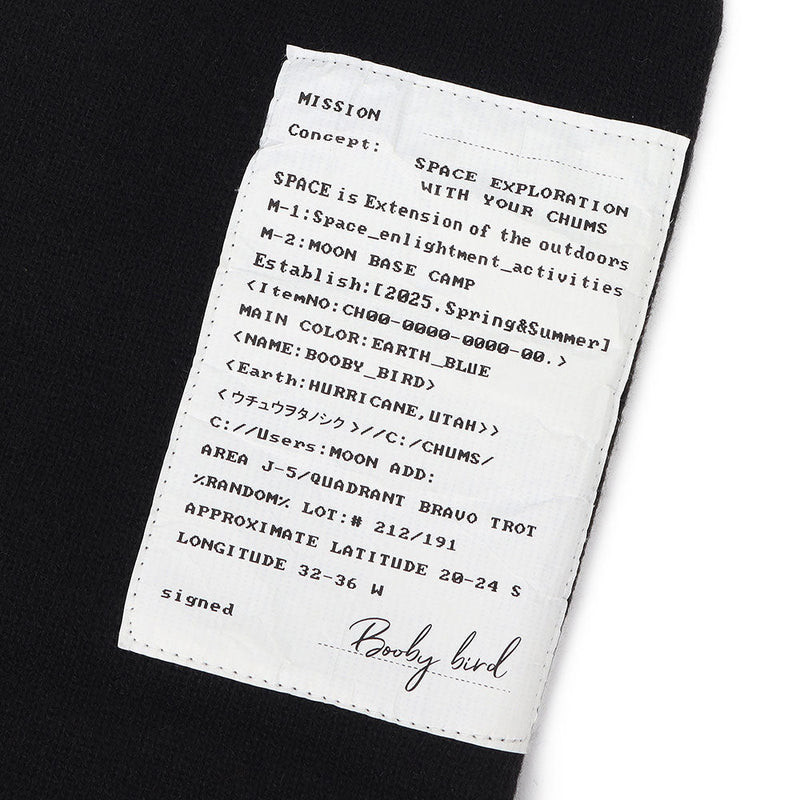 MISSION
Concept:
SPACE EXPLORATION
WITH YOUR CHUMS
SPACE is Extension of the outdoors
M-1:Space_enlightment_activities
M-2:MOON BASE CAMP
Establish:[2025.Spring&Summer]
<ItemNO:CH00-0000-0000-00.>
MAIN COLOR:EARTH_BLUE
<NAME:BOOBY_BIRD>
<Earth:HURRICANE,UTAH>>
<ウチュウヲタノシク>//C:/CHUMS/
C://Users:MOON ADD:
AREA J-5/QUADRANT BRAVO TROT
%RANDOM% LOT:# 212/191
APPROXIMATE LATITUDE 20-24 S
LONGITUDE 32-36 W
signed
Booby bird